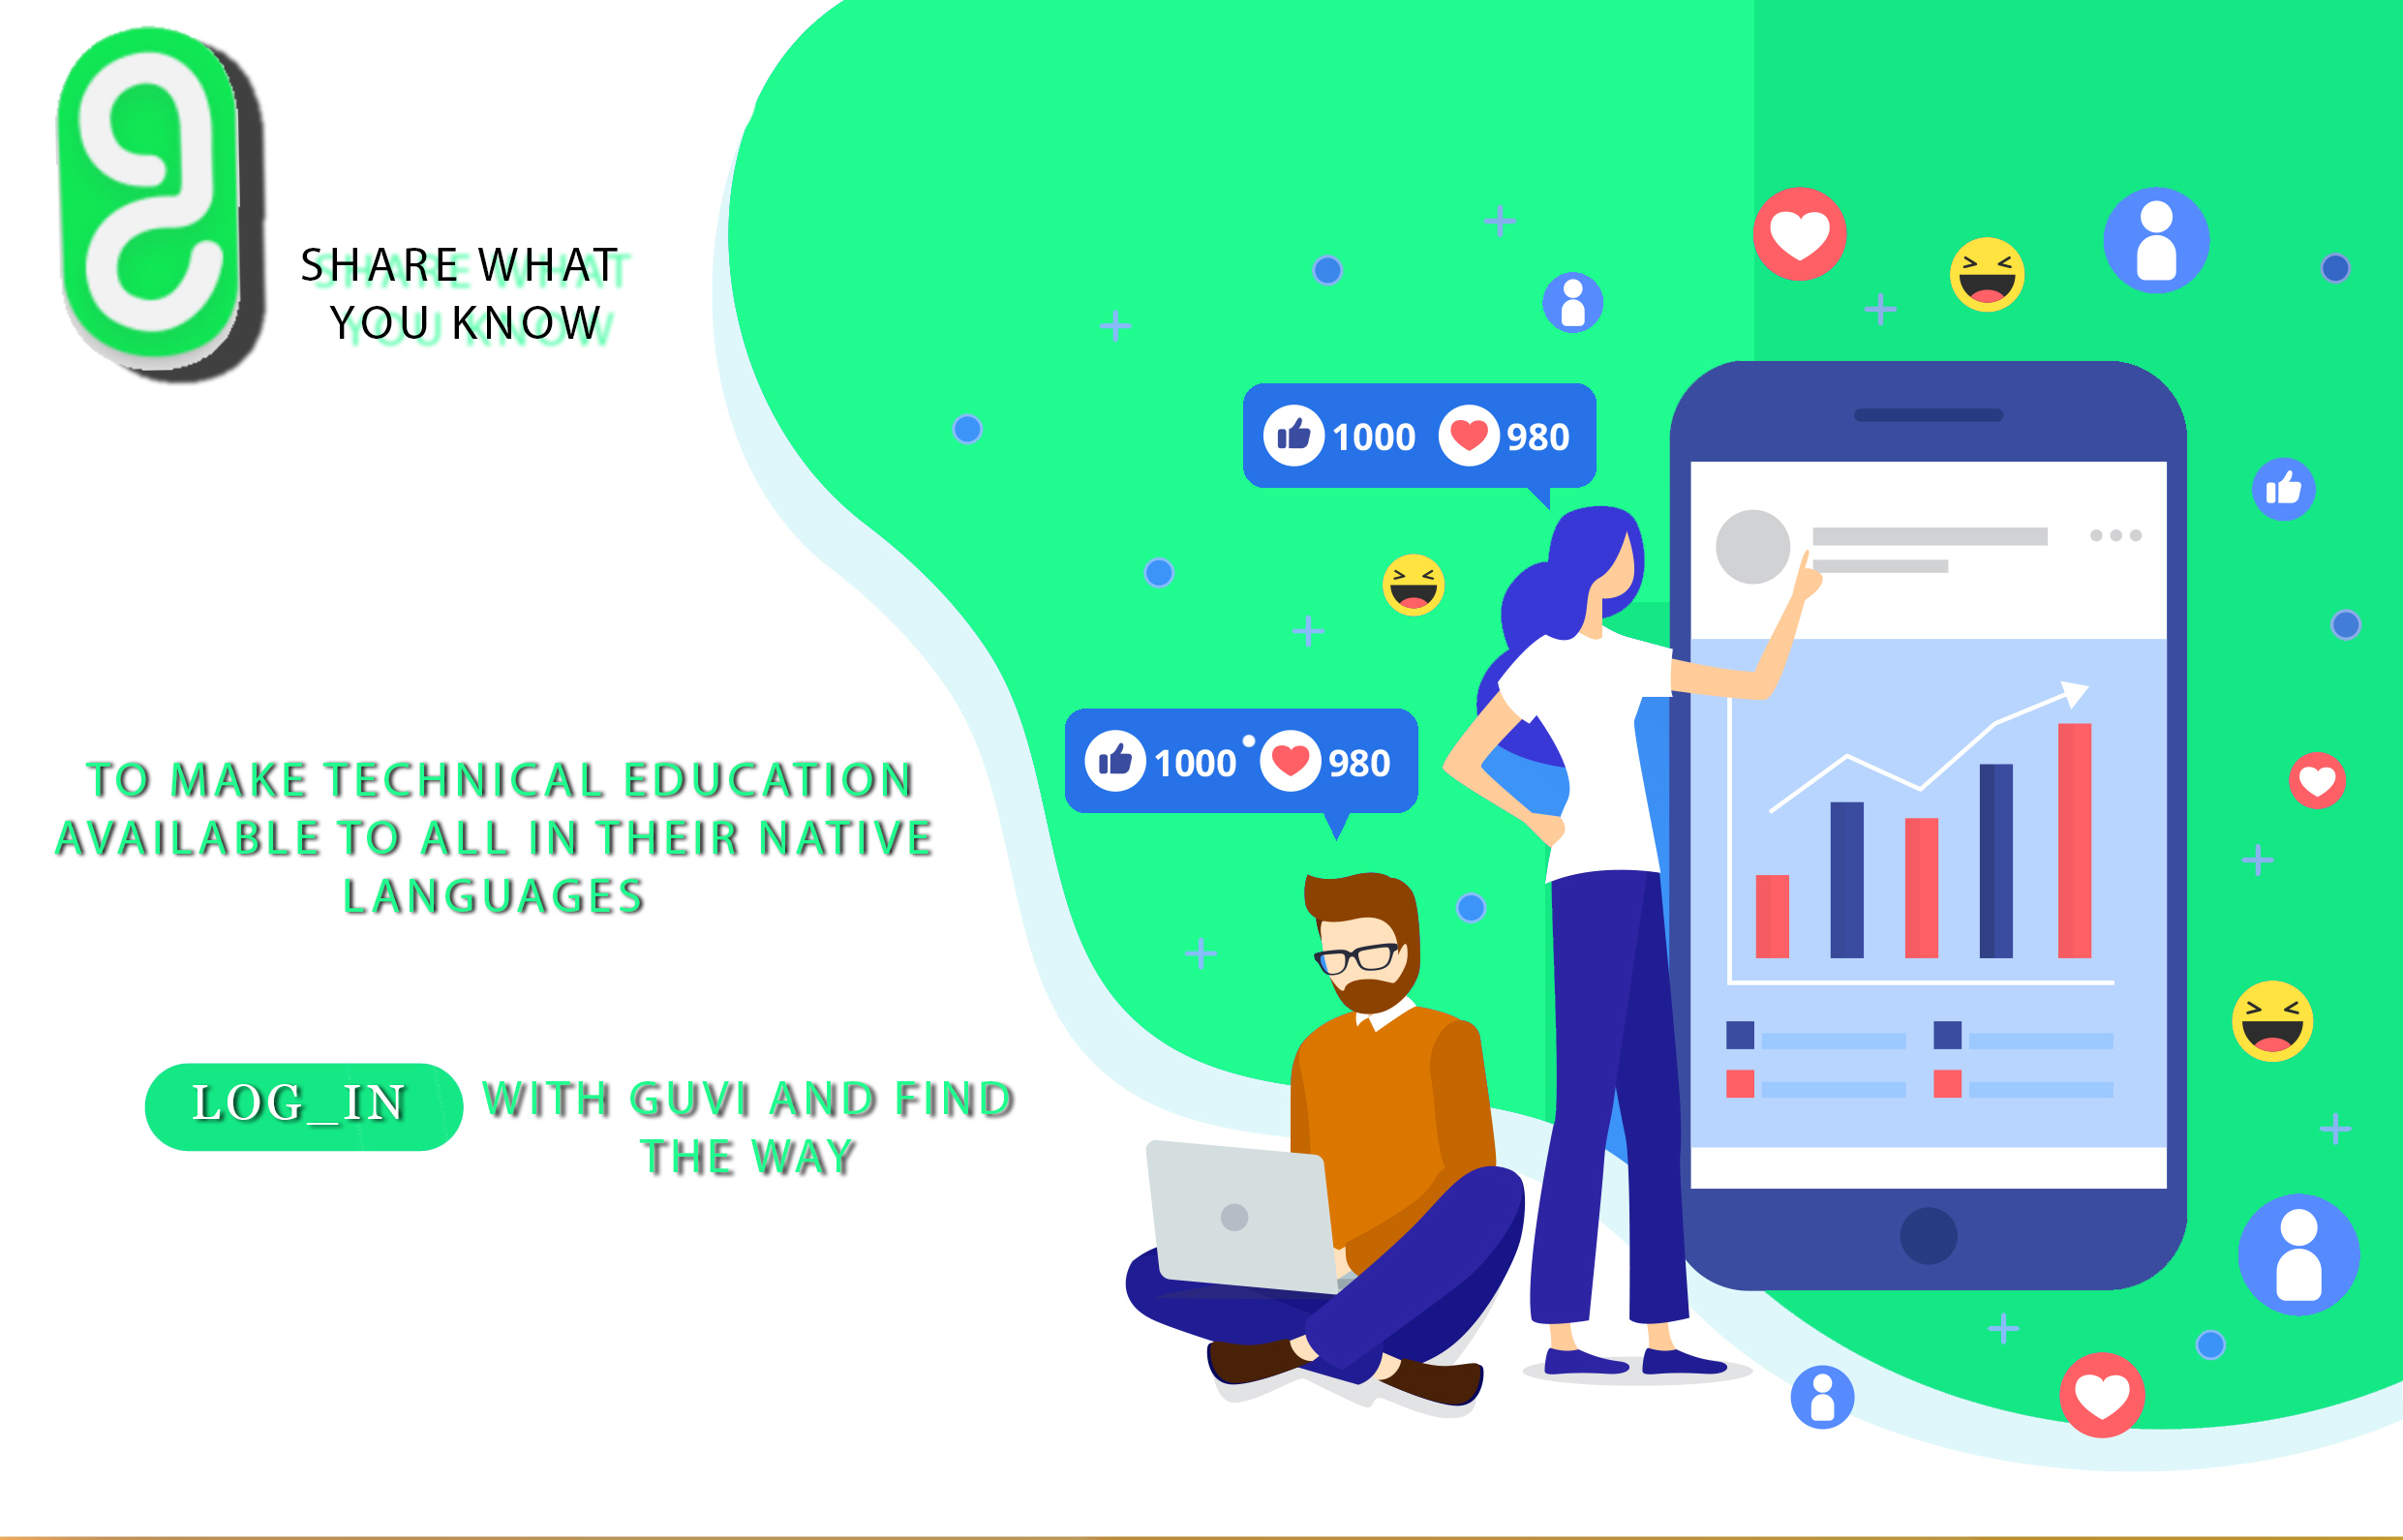 SHARE WHAT
YOU KNOW
1000 980
1000 980
TO MAKE TECHNICAL EDUCATION
AVAILABLE TO ALL IN THEIR NATIVE
LANGUAGES
LOG_IN WITH GUVI AND FIND
THE WAY